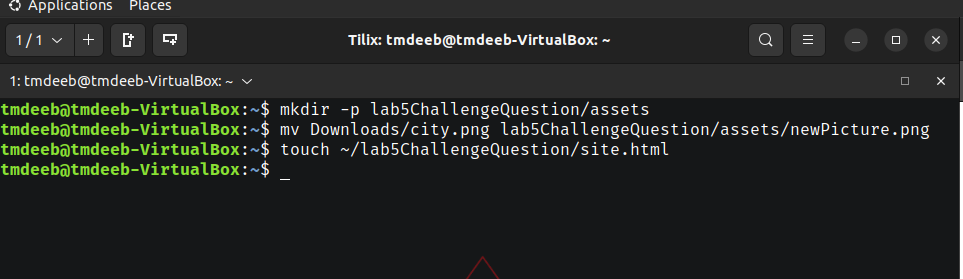 Applications Places
1 / 1
Tilix: tmdeeb@tmdeeb-VirtualBox: ~
1: tmdeeb@tmdeeb-VirtualBox: ~
tmdeeb@tmdeeb-VirtualBox:~$ mkdir -p lab5ChallengeQuestion/assets
tmdeeb@tmdeeb-VirtualBox:~$ mv Downloads/city.png lab5ChallengeQuestion/assets/newPicture.png
tmdeeb@tmdeeb-VirtualBox:~$ touch ~/lab5ChallengeQuestion/site.html
tmdeeb@tmdeeb-VirtualBox:~$ _